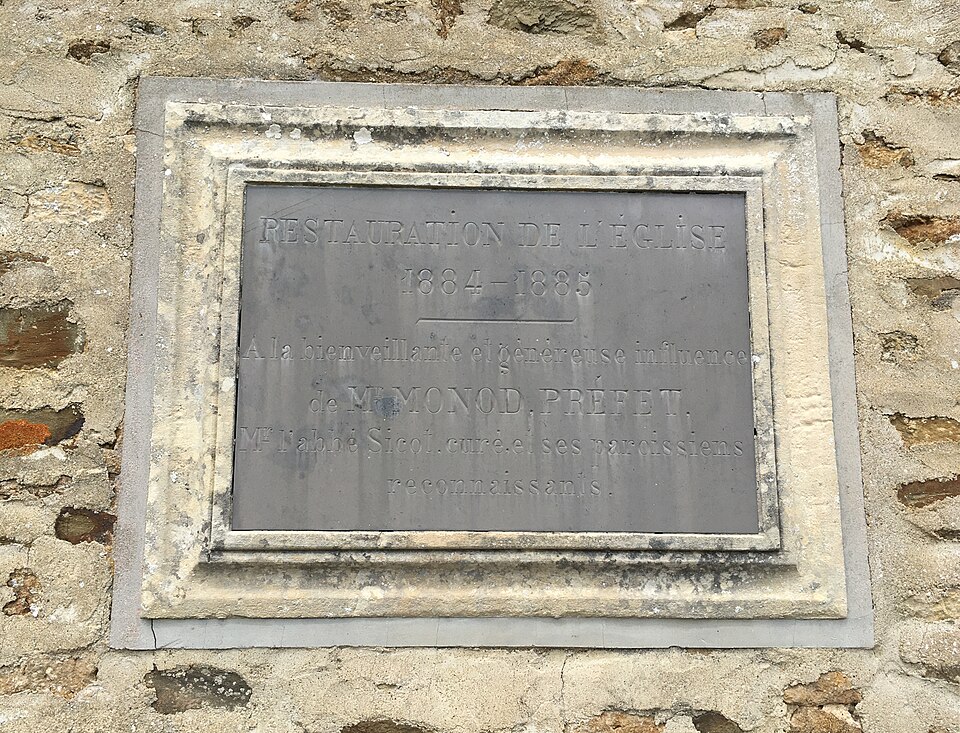 RESTAURATION DE L'ÉGLISE
1884-1885
A la bienveillante et généreuse influence
de Mr MONOD, PRÉFET,
Mr l'abbé Sicot, curé, et ses paroissiens
reconnaissants.